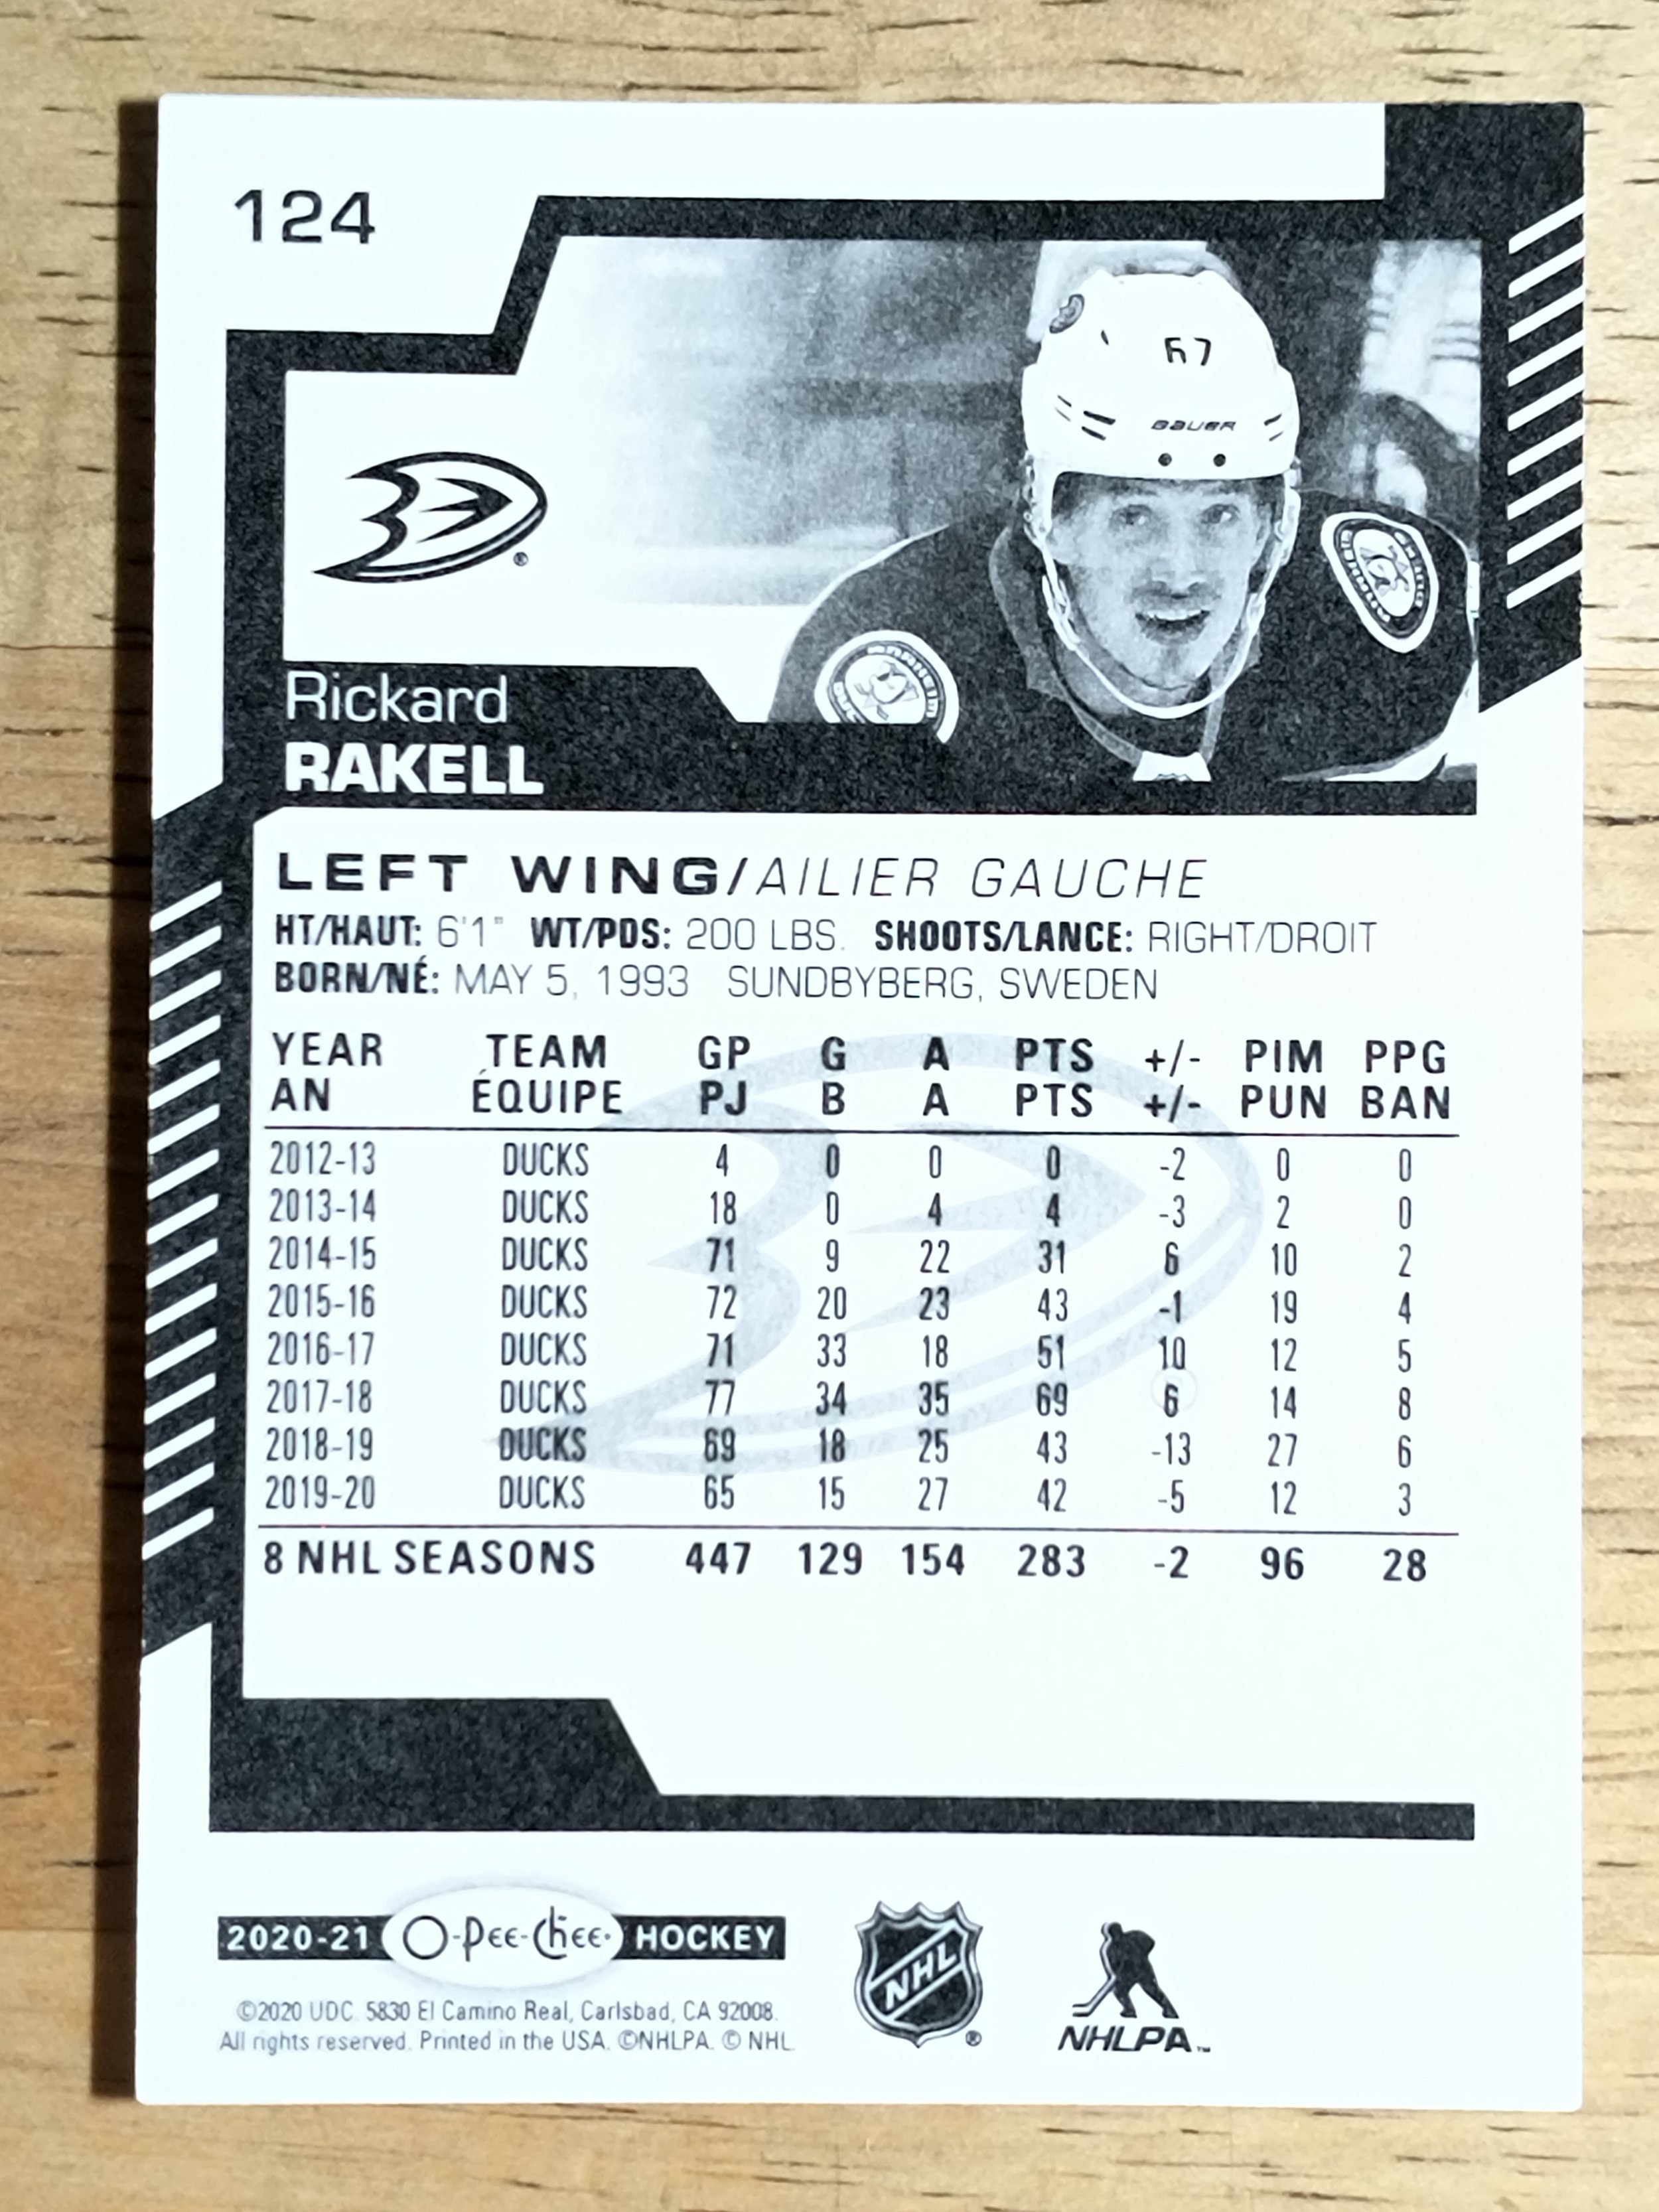 124
67
BAUER
®
Rickard
RAKELL
LEFT WING/AILIER GAUCHE
HT/HAUT: 6'1" WT/PDS: 200 LBS. SHOOTS/LANCE: RIGHT/DROIT
BORN/NÉ: MAY 5, 1993 SUNDBYBERG, SWEDEN
YEAR TEAM GP G A PTS +/- PIM PPG
AN ÉQUIPE PJ B A PTS +/- PUN BAN
2012-13 DUCKS 4 0 0 0 -2 0 0
2013-14 DUCKS 18 0 4 4 -3 2 0
2014-15 DUCKS 71 9 22 31 6 10 2
2015-16 DUCKS 72 20 23 43 -1 19 4
2016-17 DUCKS 71 33 18 51 10 12 5
2017-18 DUCKS 77 34 35 69 6 14 8
2018-19 DUCKS 69 18 25 43 -13 27 6
2019-20 DUCKS 65 15 27 42 -5 12 3
8 NHL SEASONS 447 129 154 283 -2 96 28
2020-21 O-Pee-Chee HOCKEY
©2020 UDC. 5830 El Camino Real, Carlsbad, CA 92008.
All rights reserved. Printed in the USA. ©NHLPA. © NHL.
NHL ®
NHLPA™